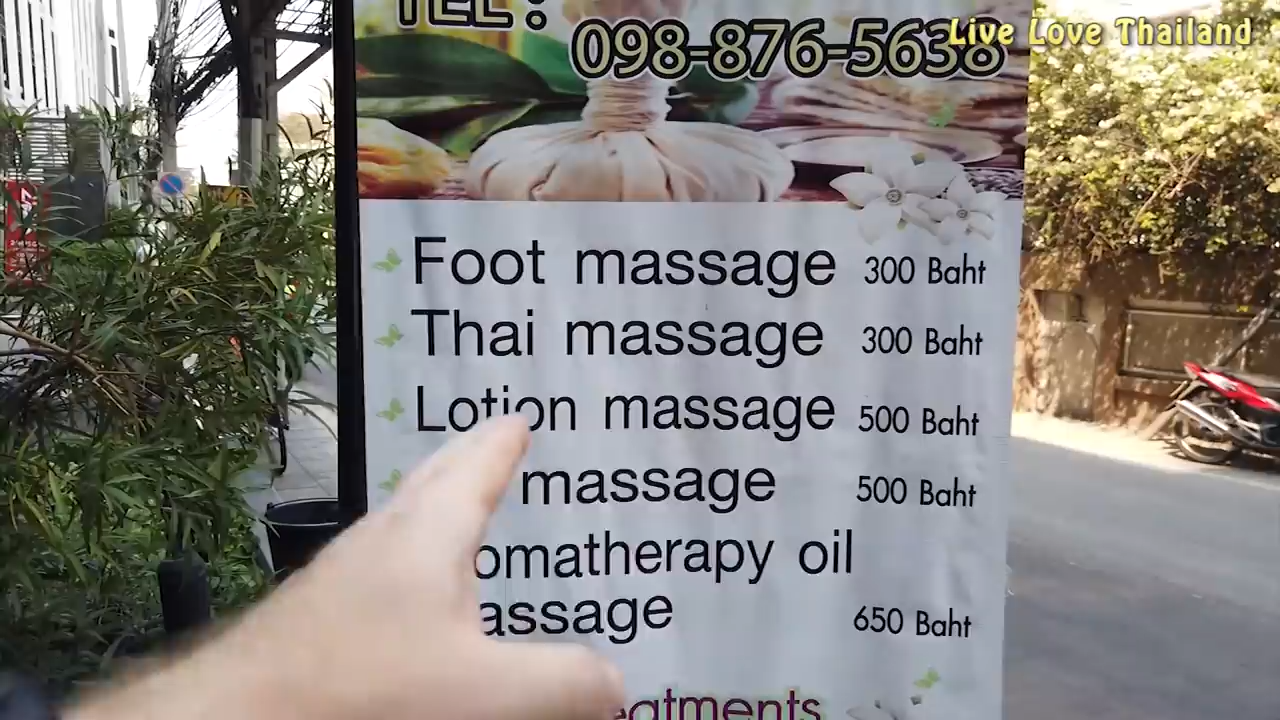 TEL:
098-876-5638
Live Love Thailand
Foot massage 300 Baht
Thai massage 300 Baht
Lotion massage 500 Baht
massage 500 Baht
omatherapy oil
assage 650 Baht
eatments